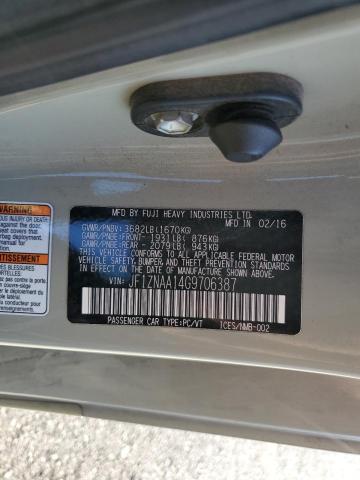 WARNING
INJURY OR DEATH:
MFD BY FUJI HEAVY INDUSTRIES LTD.
GVWR/PNBV: 3682LB(1670KG) MFD IN 02/16
GAWR/PNBE:FRONT- 1931LB( 876KG)
GAWR/PNBE:REAR - 2079LB( 943KG)
THIS VEHICLE CONFORMS TO ALL APPLICABLE FEDERAL MOTOR
VEHICLE SAFETY,BUMPER AND THEFT PREVENTION STANDARDS
IN EFFECT ON THE DATE OF MANUFACTURE SHOWN ABOVE.
VIN: JF1ZNAA14G9706387
PASSENGER CAR TYPE:PC/VT ICES/NMB-002